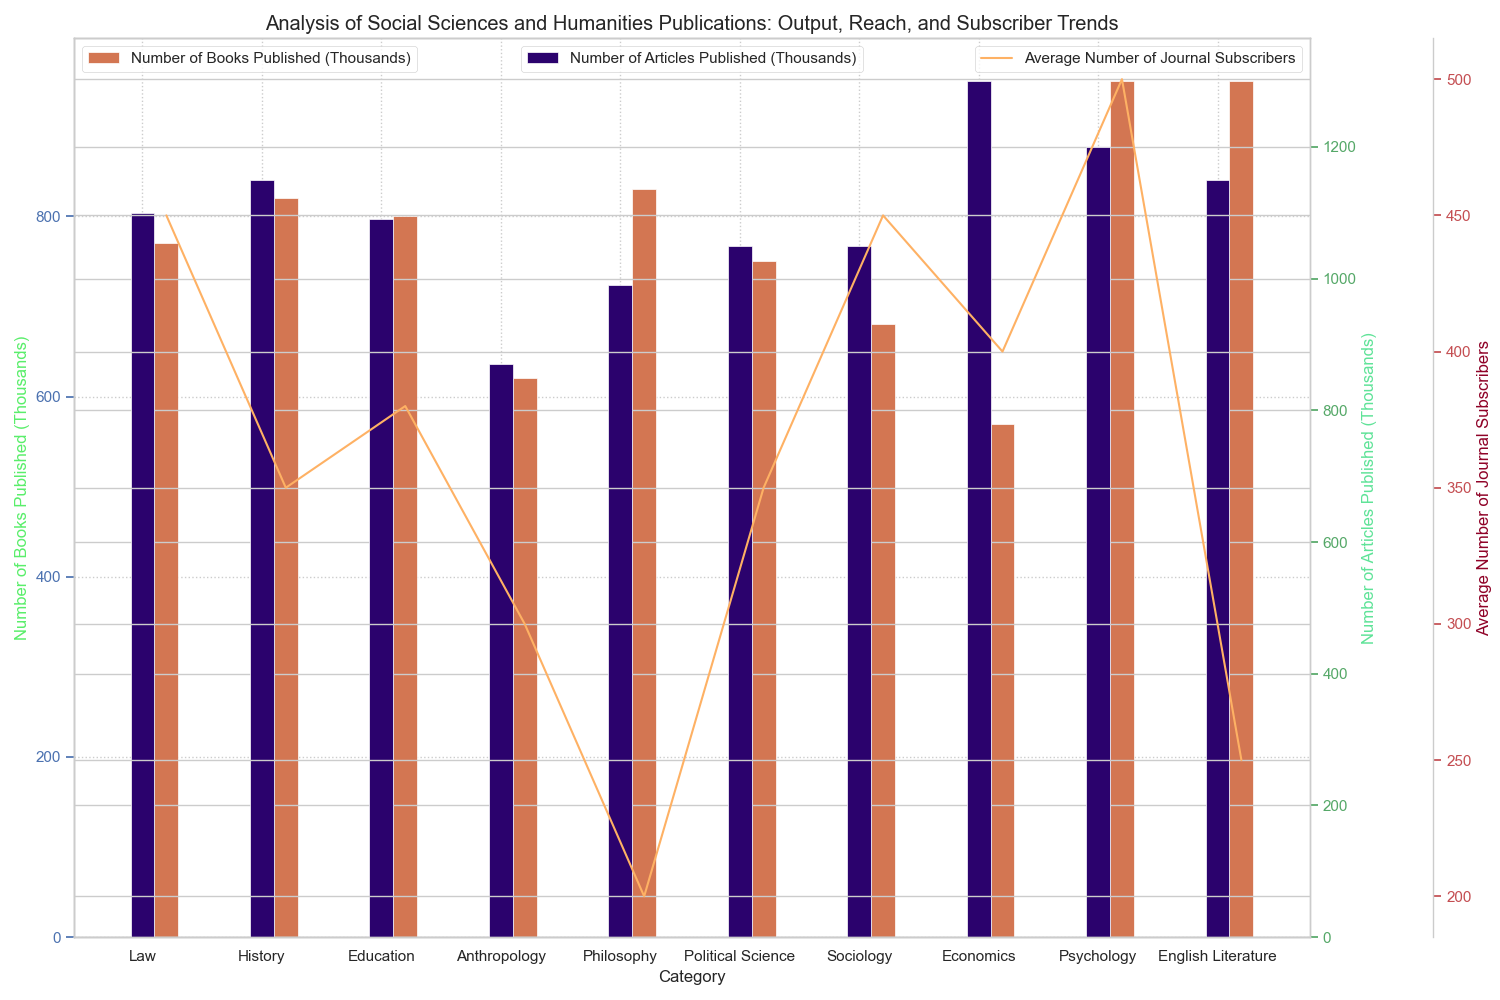 Analysis of Social Sciences and Humanities Publications: Output, Reach, and Subscriber Trends
Number of Books Published (Thousands)
Number of Articles Published (Thousands)
Average Number of Journal Subscribers
Number of Books Published (Thousands)
800
600
400
200
0
1200
1000
800
600
400
200
0
Number of Articles Published (Thousands)
500
450
400
350
300
250
200
Average Number of Journal Subscribers
Law
History
Education
Anthropology
Philosophy
Political Science
Sociology
Economics
Psychology
English Literature
Category